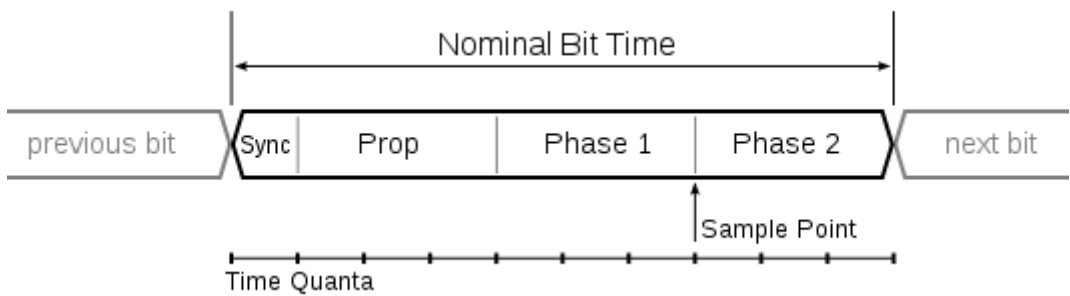 Nominal Bit Time
previous bit Sync Prop Phase 1 Phase 2 next bit
Sample Point
Time Quanta